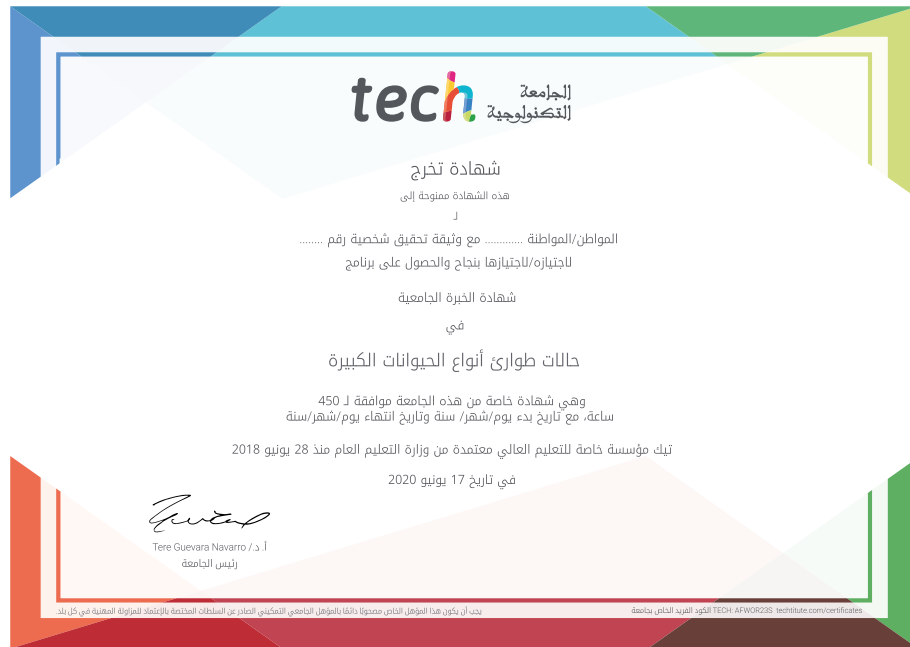 tech الجامعة
التكنولوجية
شهادة تخرج
هذه الشهادة ممنوحة إلى
لـ
المواطن/المواطنة ............ مع وثيقة تحقيق شخصية رقم ........
لاجتيازه/لاجتيازها بنجاح والحصول على برنامج
شهادة الخبرة الجامعية
في
حالات طوارئ أنواع الحيوانات الكبيرة
وهي شهادة خاصة من هذه الجامعة موافقة لـ 450
ساعة، مع تاريخ بدء يوم/شهر/ سنة وتاريخ انتهاء يوم/شهر/سنة
تيك مؤسسة خاصة للتعليم العالي معتمدة من وزارة التعليم العام منذ 28 يونيو 2018
في تاريخ 17 يونيو 2020
أ. د./ Tere Guevara Navarro
رئيس الجامعة
يجب أن يكون هذا المؤهل الخاص مصحوبًا دائمًا بالمؤهل الجامعي التمكيني الصادر عن السلطات المختصة بالإعتماد للمزاولة المهنية في كل بلد.
الكود الفريد الخاص بجامعة TECH: AFWOR23S techtitute.com/certificates